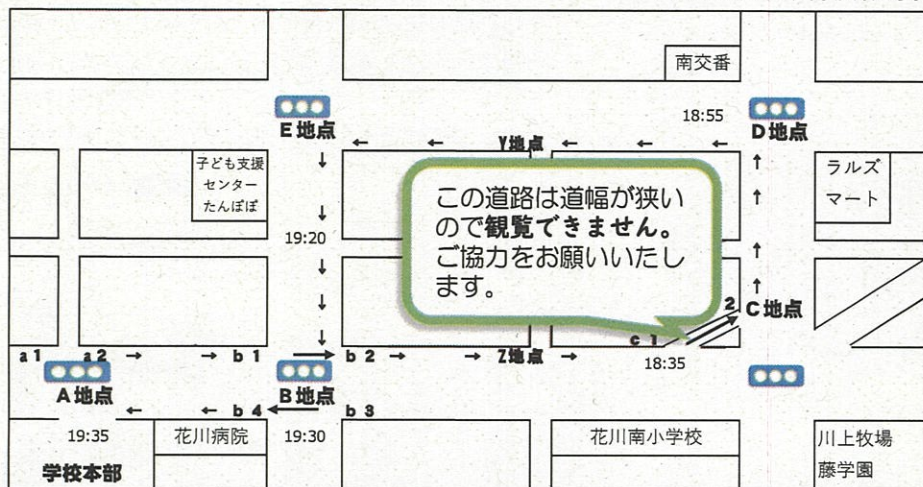 南交番
E地点
18:55
D地点
Y地点
子ども支援
センター
たんぽぽ
この道路は道幅が狭い
ので観覧できません。
ご協力をお願いいたし
ます。
ラルズ
マート
19:20
2
C地点
c 1
a 1
a 2
b 1
b 2
Z地点
18:35
A地点
B地点
b 4
b 3
19:35
花川病院
19:30
花川南小学校
川上牧場
藤学園
学校本部